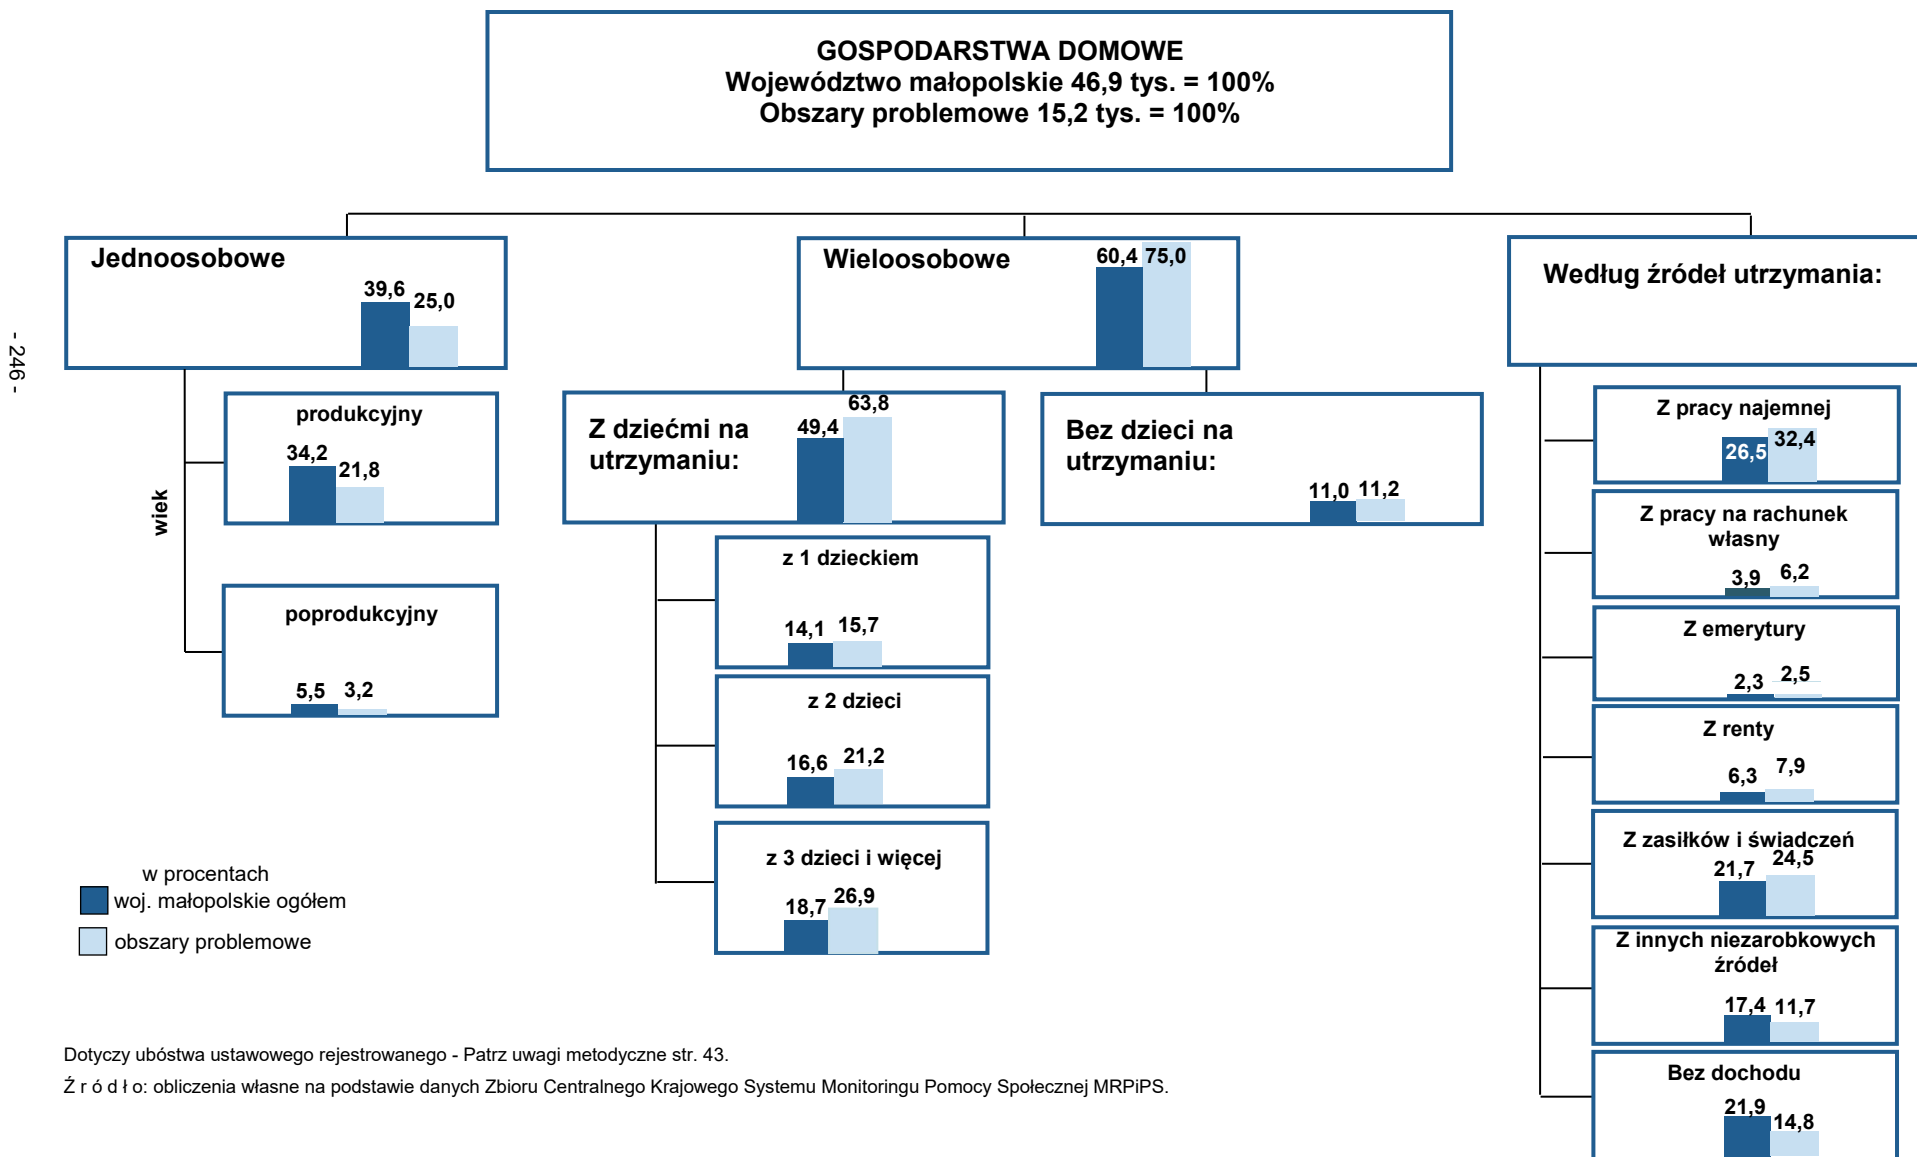 GOSPODARSTWA DOMOWE
Województwo małopolskie 46,9 tys. = 100%
Obszary problemowe 15,2 tys. = 100%
Jednoosobowe
39,6
25,0
wiek
produkcyjny
34,2
21,8
poprodukcyjny
5,5
3,2
Wieloosobowe
60,4
75,0
Z dziećmi na
utrzymaniu:
49,4
63,8
z 1 dzieckiem
14,1
15,7
z 2 dzieci
16,6
21,2
z 3 dzieci i więcej
18,7
26,9
Bez dzieci na
utrzymaniu:
11,0
11,2
Według źródeł utrzymania:
Z pracy najemnej
26,5
32,4
Z pracy na rachunek
własny
3,9
6,2
Z emerytury
2,3
2,5
Z renty
6,3
7,9
Z zasiłków i świadczeń
21,7
24,5
Z innych niezarobkowych
źródeł
17,4
11,7
Bez dochodu
21,9
14,8
w procentach
woj. małopolskie ogółem
obszary problemowe
Dotyczy ubóstwa ustawowego rejestrowanego - Patrz uwagi metodyczne str. 43.
Ź r ó d ł o: obliczenia własne na podstawie danych Zbioru Centralnego Krajowego Systemu Monitoringu Pomocy Społecznej MRPiPS.
- 246 -